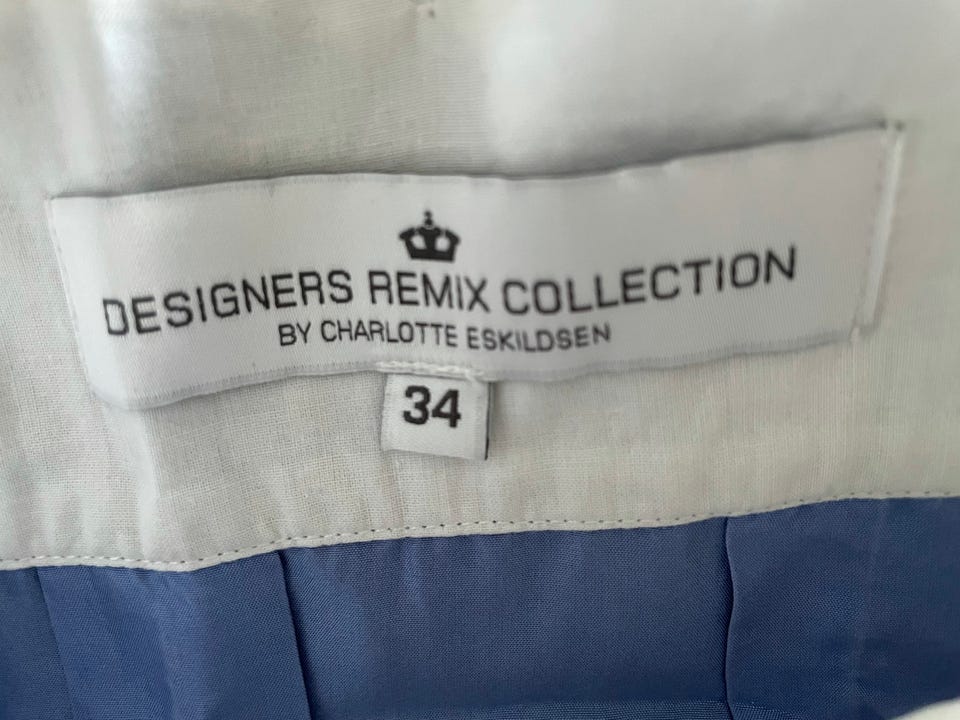 DESIGNERS REMIX COLLECTION
BY CHARLOTTE ESKILDSEN
34